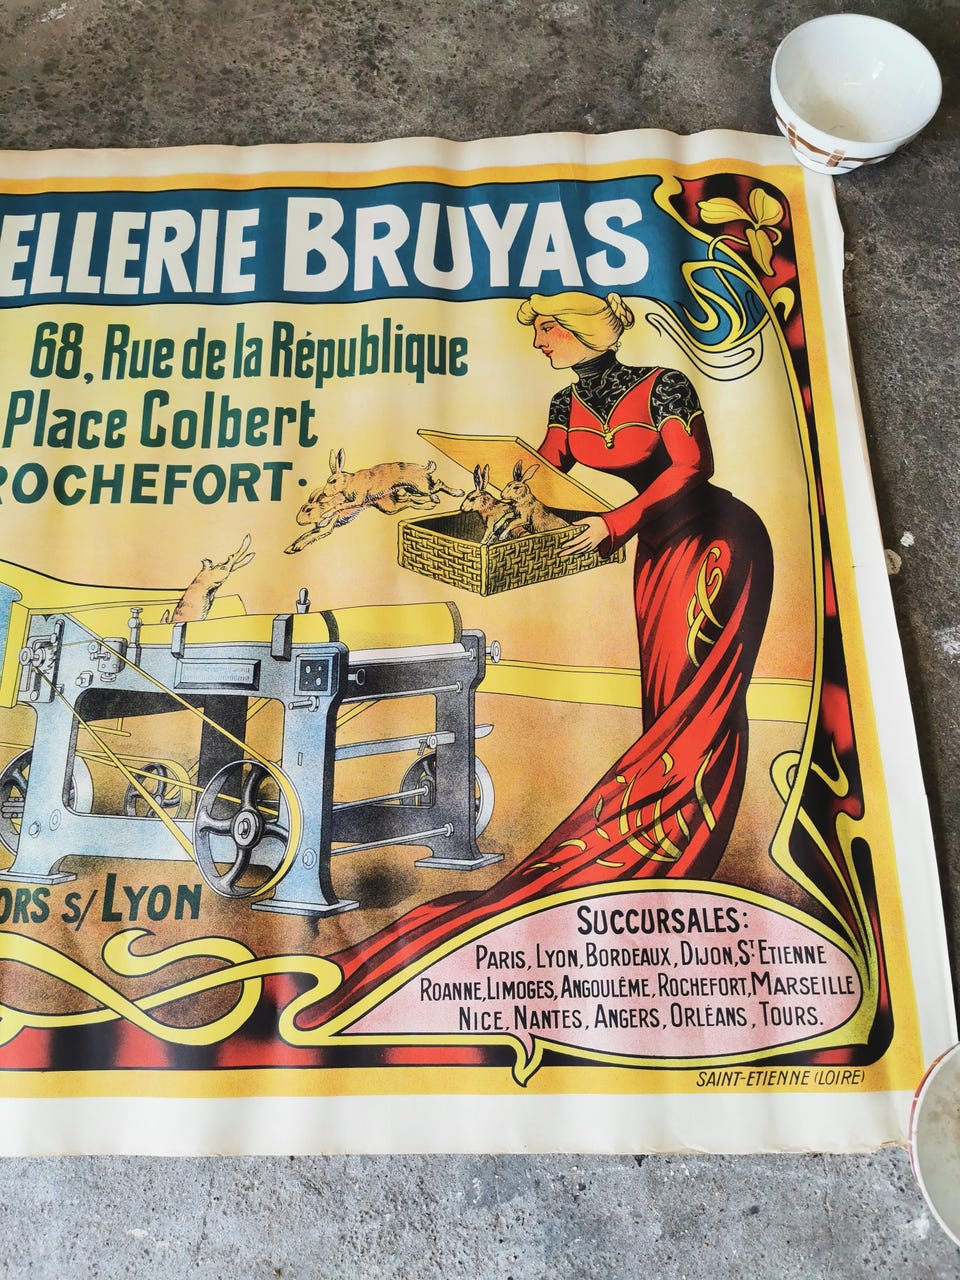 ELLERIE BRUYAS
68, Rue de la République
Place Colbert
ROCHEFORT.
ORS s/ LYON
SUCCURSALES:
PARIS, LYON, BORDEAUX, DIJON, ST ETIENNE
ROANNE, LIMOGES, ANGOULÊME, ROCHEFORT, MARSEILLE
NICE, NANTES, ANGERS, ORLÉANS, TOURS.
SAINT-ETIENNE (LOIRE)